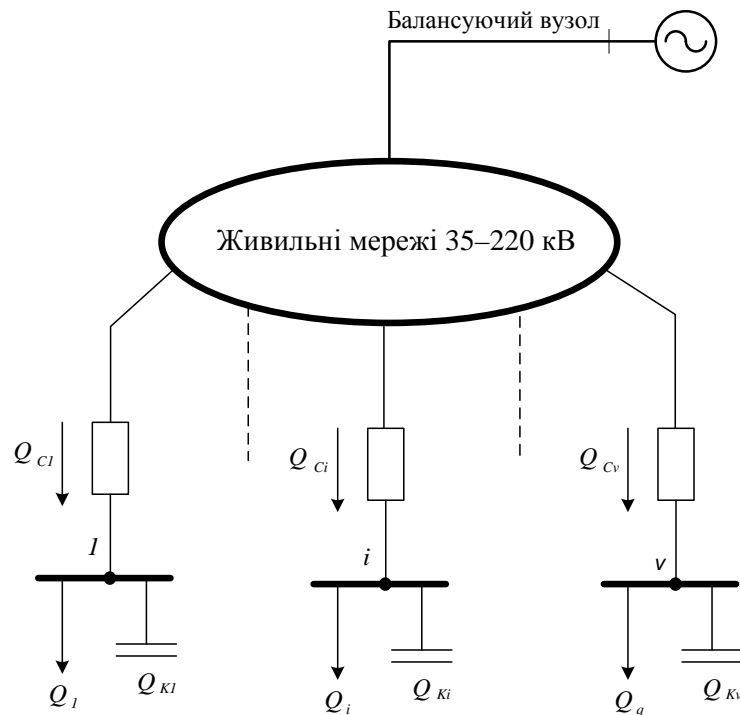 Балансуючий вузол
Живильні мережі 35–220 кВ
Q C1
Q Ci
Q Cv
1
i
v
Q 1
Q K1
Q i
Q Ki
Q q
Q Kv